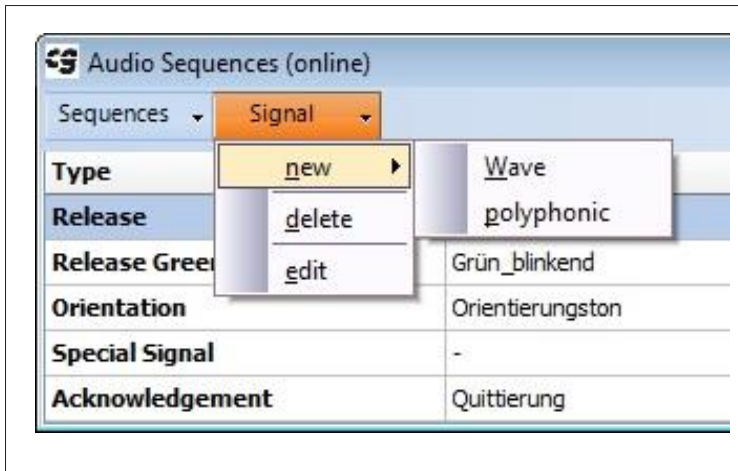 Audio Sequences (online)
Sequences Signal
Type
new
Wave
Release
delete
polyphonic
Release Gree
edit
Grün_blinkend
Orientation
Orientierungston
Special Signal
-
Acknowledgement
Quittierung